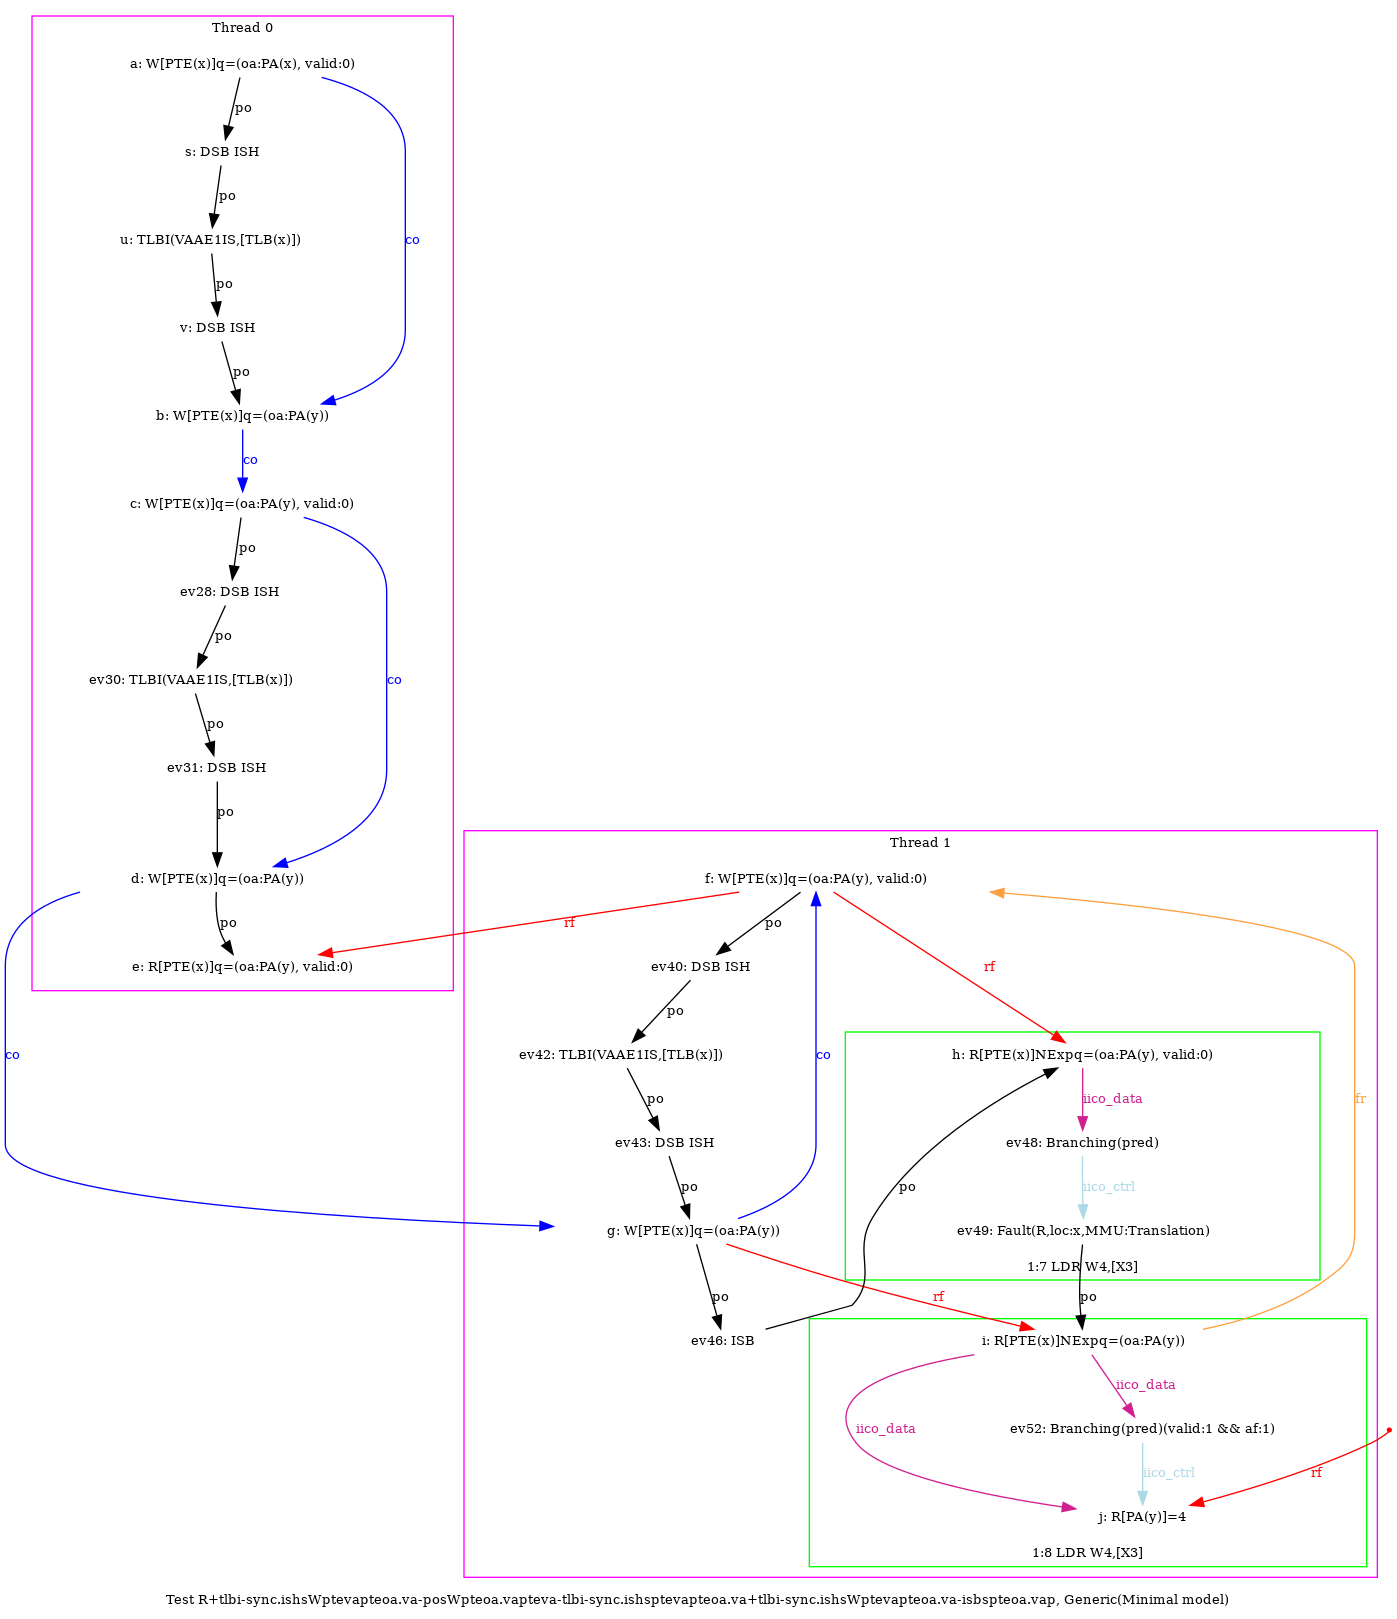 Thread 0
a: W[PTE(x)]q=(oa:PA(x), valid:0)
po
s: DSB ISH
po
u: TLBI(VAAE1IS,[TLB(x)])
co
po
v: DSB ISH
po
b: W[PTE(x)]q=(oa:PA(y))
co
c: W[PTE(x)]q=(oa:PA(y), valid:0)
po
ev28: DSB ISH
po
ev30: TLBI(VAAE1IS,[TLB(x)])
co
po
ev31: DSB ISH
po
d: W[PTE(x)]q=(oa:PA(y))
po
e: R[PTE(x)]q=(oa:PA(y), valid:0)
co
Thread 1
f: W[PTE(x)]q=(oa:PA(y), valid:0)
rf
po
ev40: DSB ISH
rf
po
ev42: TLBI(VAAE1IS,[TLB(x)])
co
po
ev43: DSB ISH
po
g: W[PTE(x)]q=(oa:PA(y))
po
ev46: ISB
po
rf
h: R[PTE(x)]NExpq=(oa:PA(y), valid:0)
iico_data
fr
ev48: Branching(pred)
iico_ctrl
ev49: Fault(R,loc:x,MMU:Translation)
1:7 LDR W4,[X3]
po
i: R[PTE(x)]NExpq=(oa:PA(y))
iico_data
iico_data
ev52: Branching(pred)(valid:1 && af:1)
iico_ctrl
rf
j: R[PA(y)]=4
1:8 LDR W4,[X3]
Test R+tlbi-sync.ishsWptevapteoa.va-posWpteoa.vapteva-tlbi-sync.ishsptevapteoa.va+tlbi-sync.ishsWptevapteoa.va-isbspteoa.vap, Generic(Minimal model)